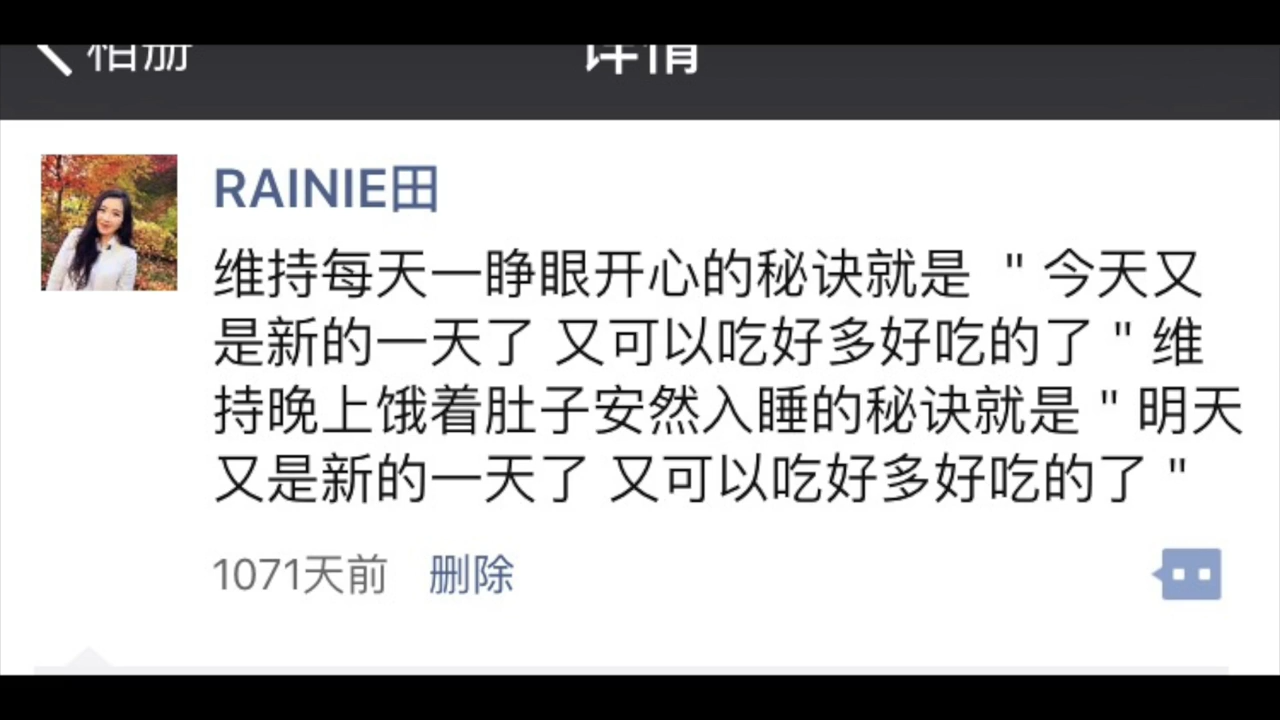 相册 详情
RAINIE田
维持每天一睁眼开心的秘诀就是 "今天又
是新的一天了 又可以吃好多好吃的了 " 维
持晚上饿着肚子安然入睡的秘诀就是 " 明天
又是新的一天了 又可以吃好多好吃的了 "
1071天前 删除